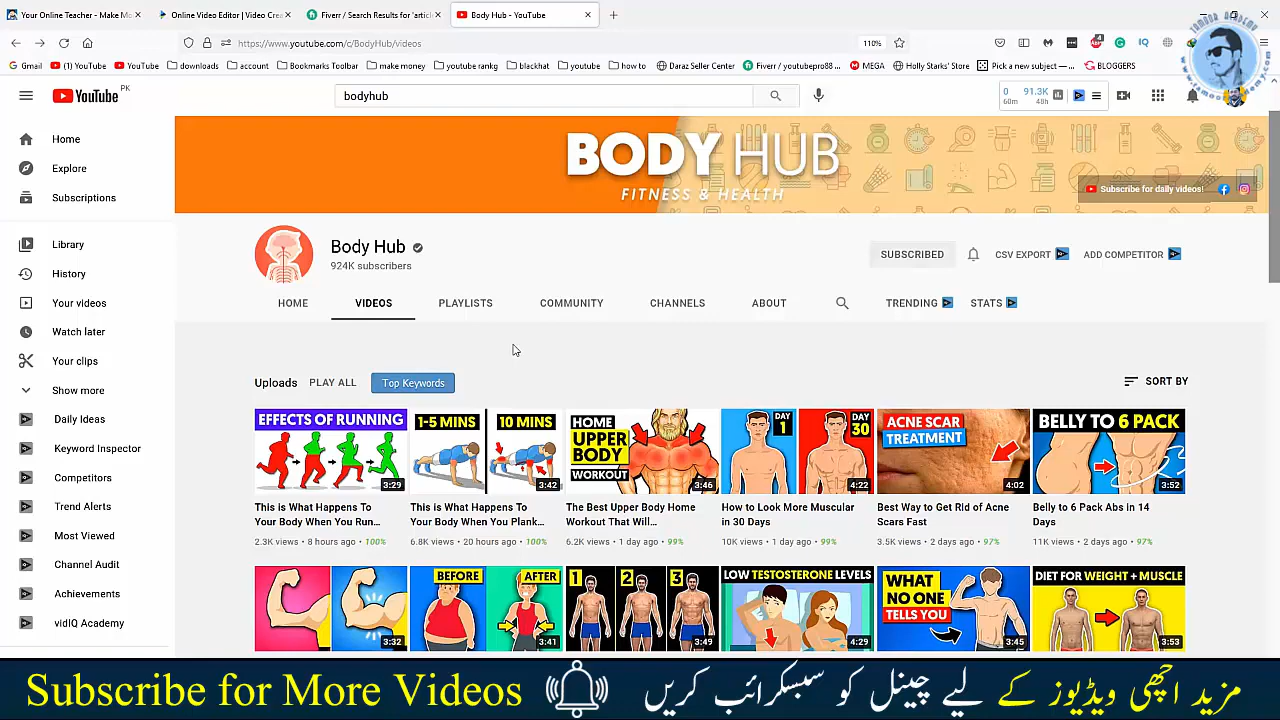 Your Online Teacher - Make Mo
Online Video Editor | Video Crea
Fiverr / Search Results for 'artic
Body Hub - YouTube
https://www.youtube.com/c/BodyHub/videos
110%
Gmail
(1) YouTube
YouTube
downloads
account
Bookmarks Toolbar
make money
youtube rankg
blackhat
youtube
how to
Daraz Seller Center
Fiverr / youtubepro88 ...
MEGA
Holly Starks' Store
Pick a new subject — ...
BLOGGERS
YouTube PK
bodyhub
0 91.3K
60m 48h
Home
Explore
Subscriptions
Library
History
Your videos
Watch later
Your clips
Show more
Daily Ideas
Keyword Inspector
Competitors
Trend Alerts
Most Viewed
Channel Audit
Achievements
vidIQ Academy
BODY HUB
FITNESS & HEALTH
Subscribe for daily videos!
Body Hub
924K subscribers
SUBSCRIBED
CSV EXPORT
ADD COMPETITOR
HOME
VIDEOS
PLAYLISTS
COMMUNITY
CHANNELS
ABOUT
TRENDING
STATS
Uploads
PLAY ALL
Top Keywords
SORT BY
EFFECTS OF RUNNING
3:29
This is What Happens To
Your Body When You Run...
2.3K views • 8 hours ago • 100%
1-5 MINS
10 MINS
3:42
This is What Happens To
Your Body When You Plank...
6.8K views • 20 hours ago • 100%
HOME
UPPER
BODY
WORKOUT
3:46
The Best Upper Body Home
Workout That Will...
6.2K views • 1 day ago • 99%
DAY
1
DAY
30
4:22
How to Look More Muscular
in 30 Days
10K views • 1 day ago • 99%
ACNE SCAR
TREATMENT
4:02
Best Way to Get Rid of Acne
Scars Fast
3.5K views • 2 days ago • 97%
BELLY TO 6 PACK
3:52
Belly to 6 Pack Abs in 14
Days
11K views • 2 days ago • 97%
3:32
BEFORE
AFTER
3:41
1
2
3
3:49
LOW TESTOSTERONE LEVELS
4:29
WHAT
NO ONE
TELLS YOU
3:45
DIET FOR WEIGHT + MUSCLE
3:53
Subscribe for More Videos
مزید اچھی ویڈیوز کے لیے چینل کو سبسکرائب کریں